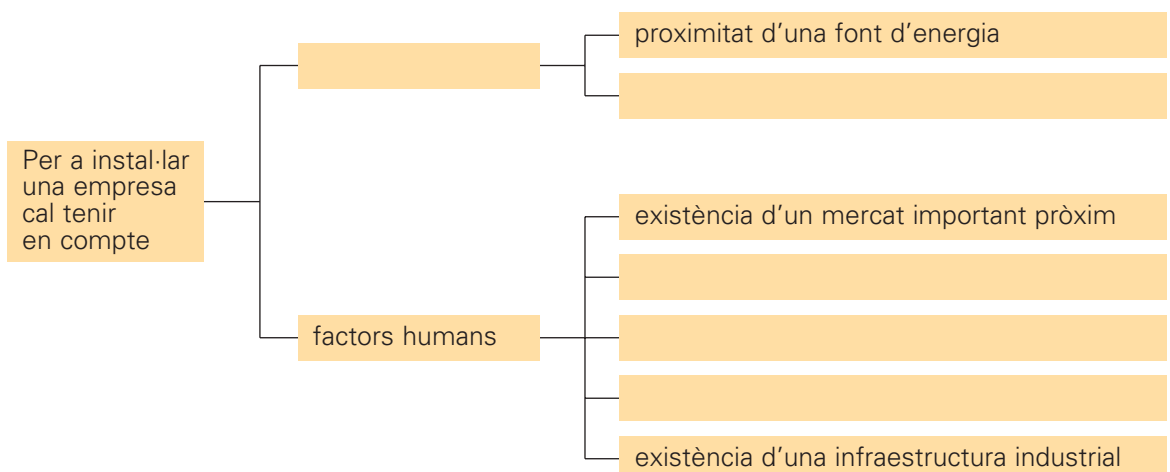 Per a instal·lar
una empresa
cal tenir
en compte
proximitat d’una font d’energia
factors humans
existència d’un mercat important pròxim
existència d’una infraestructura industrial